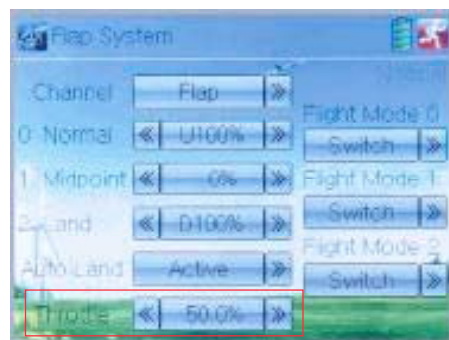 Flap System
Normal
Channel Flap
Flight Mode 0
0 Normal U100% Switch
1 Midpoint 0% Flight Mode 1
2 Land D100% Switch
Flight Mode 2
Auto Land Active Switch
Throttle 50.0%